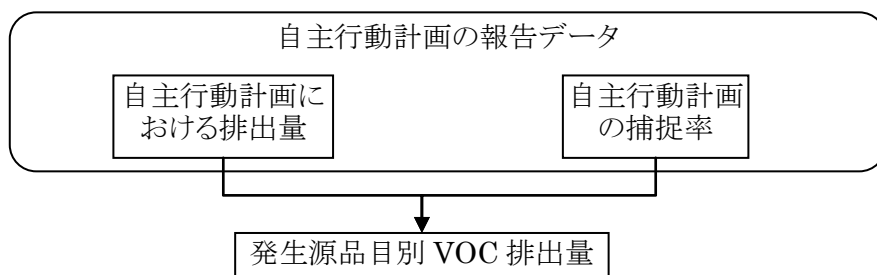 自主行動計画の報告データ
自主行動計画に
おける排出量
自主行動計画
の捕捉率
発生源品目別 VOC 排出量